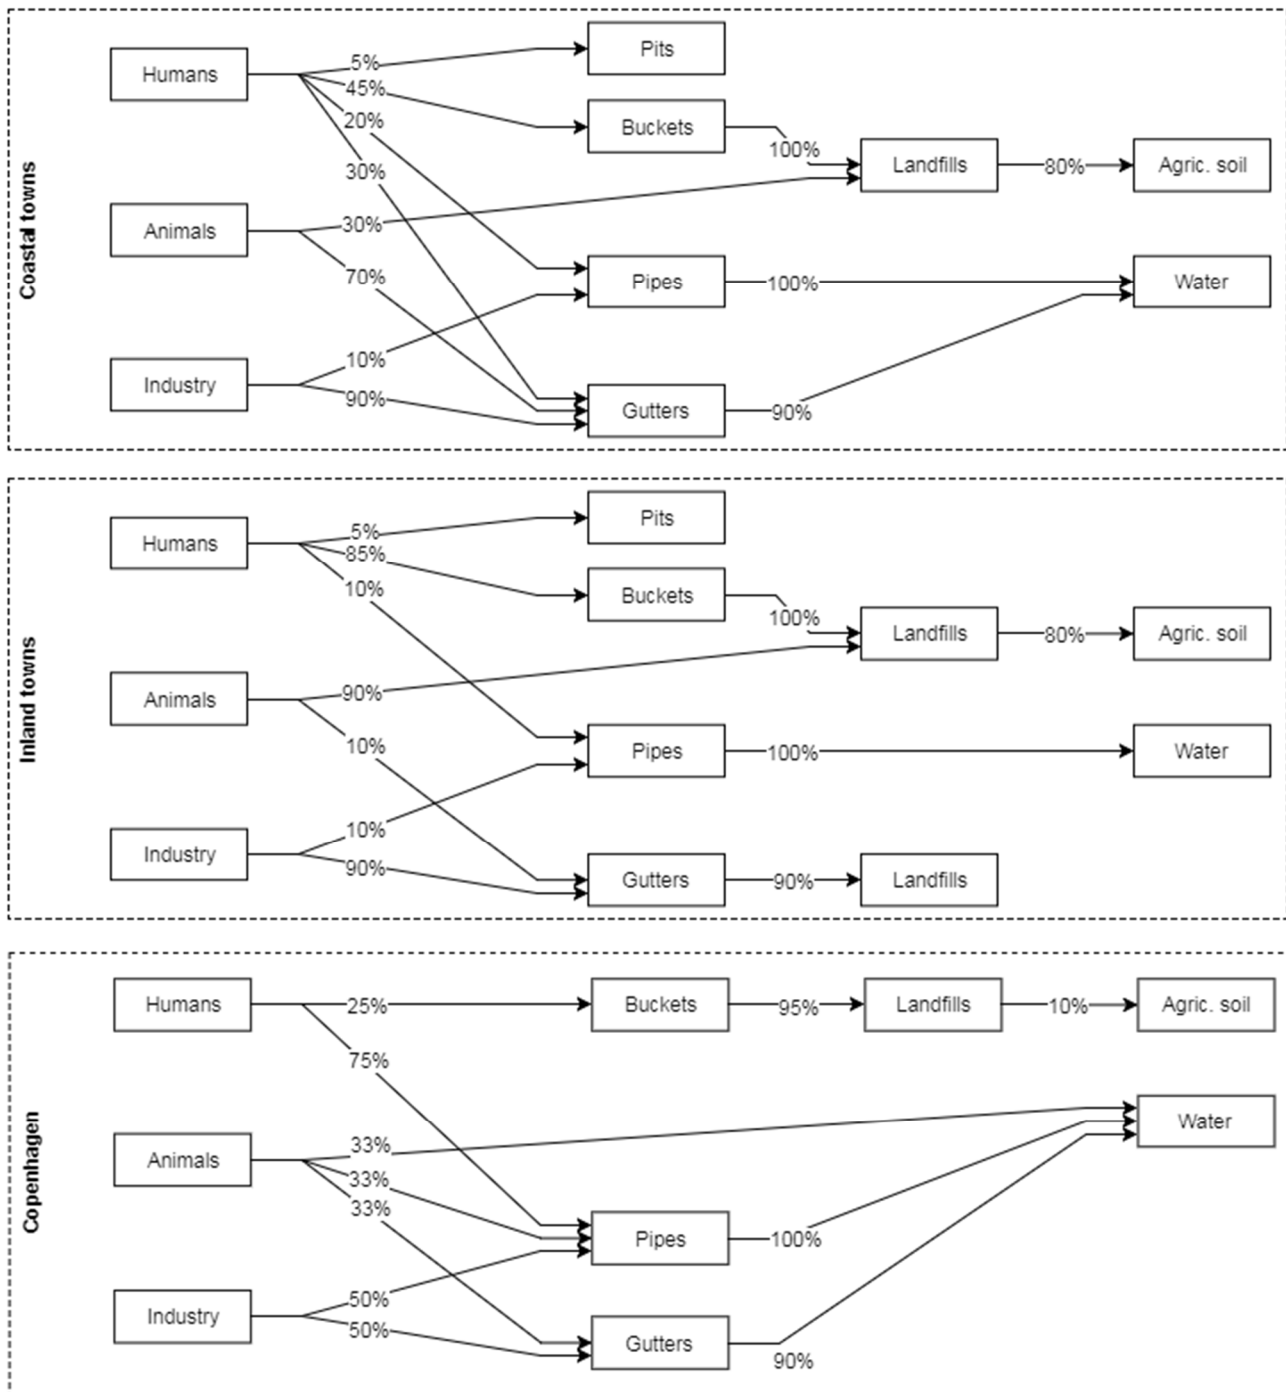 Coastal towns
Humans
5%
45%
20%
30%
Pits
Buckets
100%
Landfills
80%
Agric. soil
Animals
30%
70%
Pipes
100%
Water
Industry
10%
90%
Gutters
90%
Inland towns
Humans
5%
85%
10%
Pits
Buckets
100%
Landfills
80%
Agric. soil
Animals
90%
10%
Pipes
100%
Water
Industry
10%
90%
Gutters
90%
Landfills
Copenhagen
Humans
25%
75%
Buckets
95%
Landfills
10%
Agric. soil
Animals
33%
33%
33%
Water
Pipes
100%
Industry
50%
50%
Gutters
90%